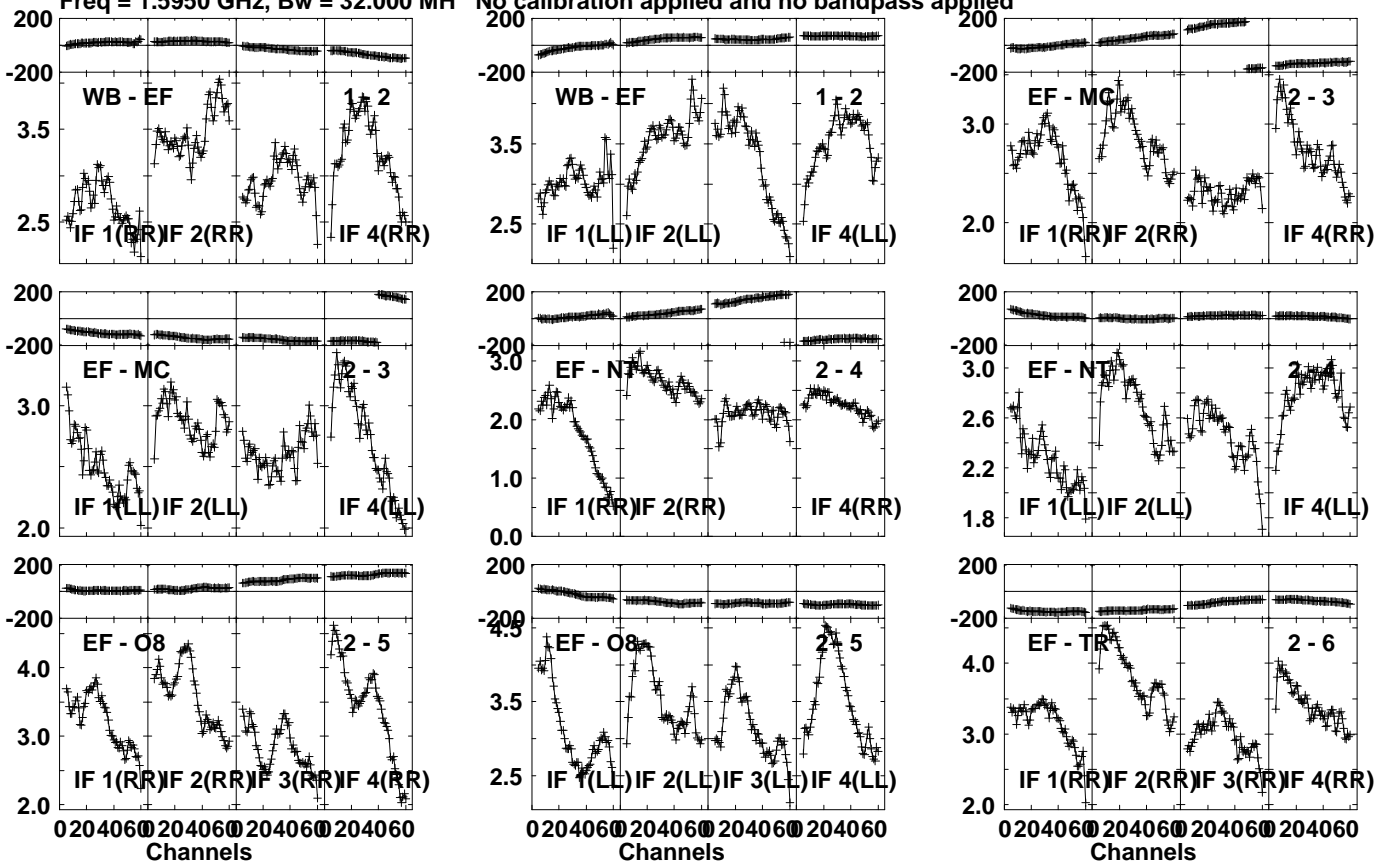 Freq = 1.5950 GHz, Bw = 32.000 MH No calibration applied and no bandpass applied
200
-200
WB - EF 1 - 2
3.5
2.5
IF 1(RR) IF 2(RR) IF 4(RR)
200
-200
WB - EF 1 - 2
3.5
2.5
IF 1(LL) IF 2(LL) IF 4(LL)
200
-200
EF - MC 2 - 3
3.0
2.0
IF 1(RR) IF 2(RR) IF 4(RR)
200
-200
EF - MC 2 - 3
3.0
IF 1(LL) IF 2(LL) IF 4(LL)
2.0
200
-200
3.0
EF - NT 2 - 4
2.0
1.0
IF 1(RR) IF 2(RR) IF 4(RR)
0.0
200
-200
3.0
EF - NT 2 - 4
2.6
2.2
1.8
IF 1(LL) IF 2(LL) IF 4(LL)
200
-200
EF - O8 2 - 5
4.0
3.0
IF 1(RR) IF 2(RR) IF 3(RR) IF 4(RR)
2.0
0 20 40 60 0 20 40 60 0 20 40 60 0 20 40 60
Channels
200
-200
4.5
EF - O8 2 - 5
3.5
2.5
IF 1(LL) IF 2(LL) IF 3(LL) IF 4(LL)
0 20 40 60 0 20 40 60 0 20 40 60 0 20 40 60
Channels
200
-200
EF - TR 2 - 6
4.0
3.0
IF 1(RR) IF 2(RR) IF 3(RR) IF 4(RR)
2.0
0 20 40 60 0 20 40 60 0 20 40 60 0 20 40 60
Channels